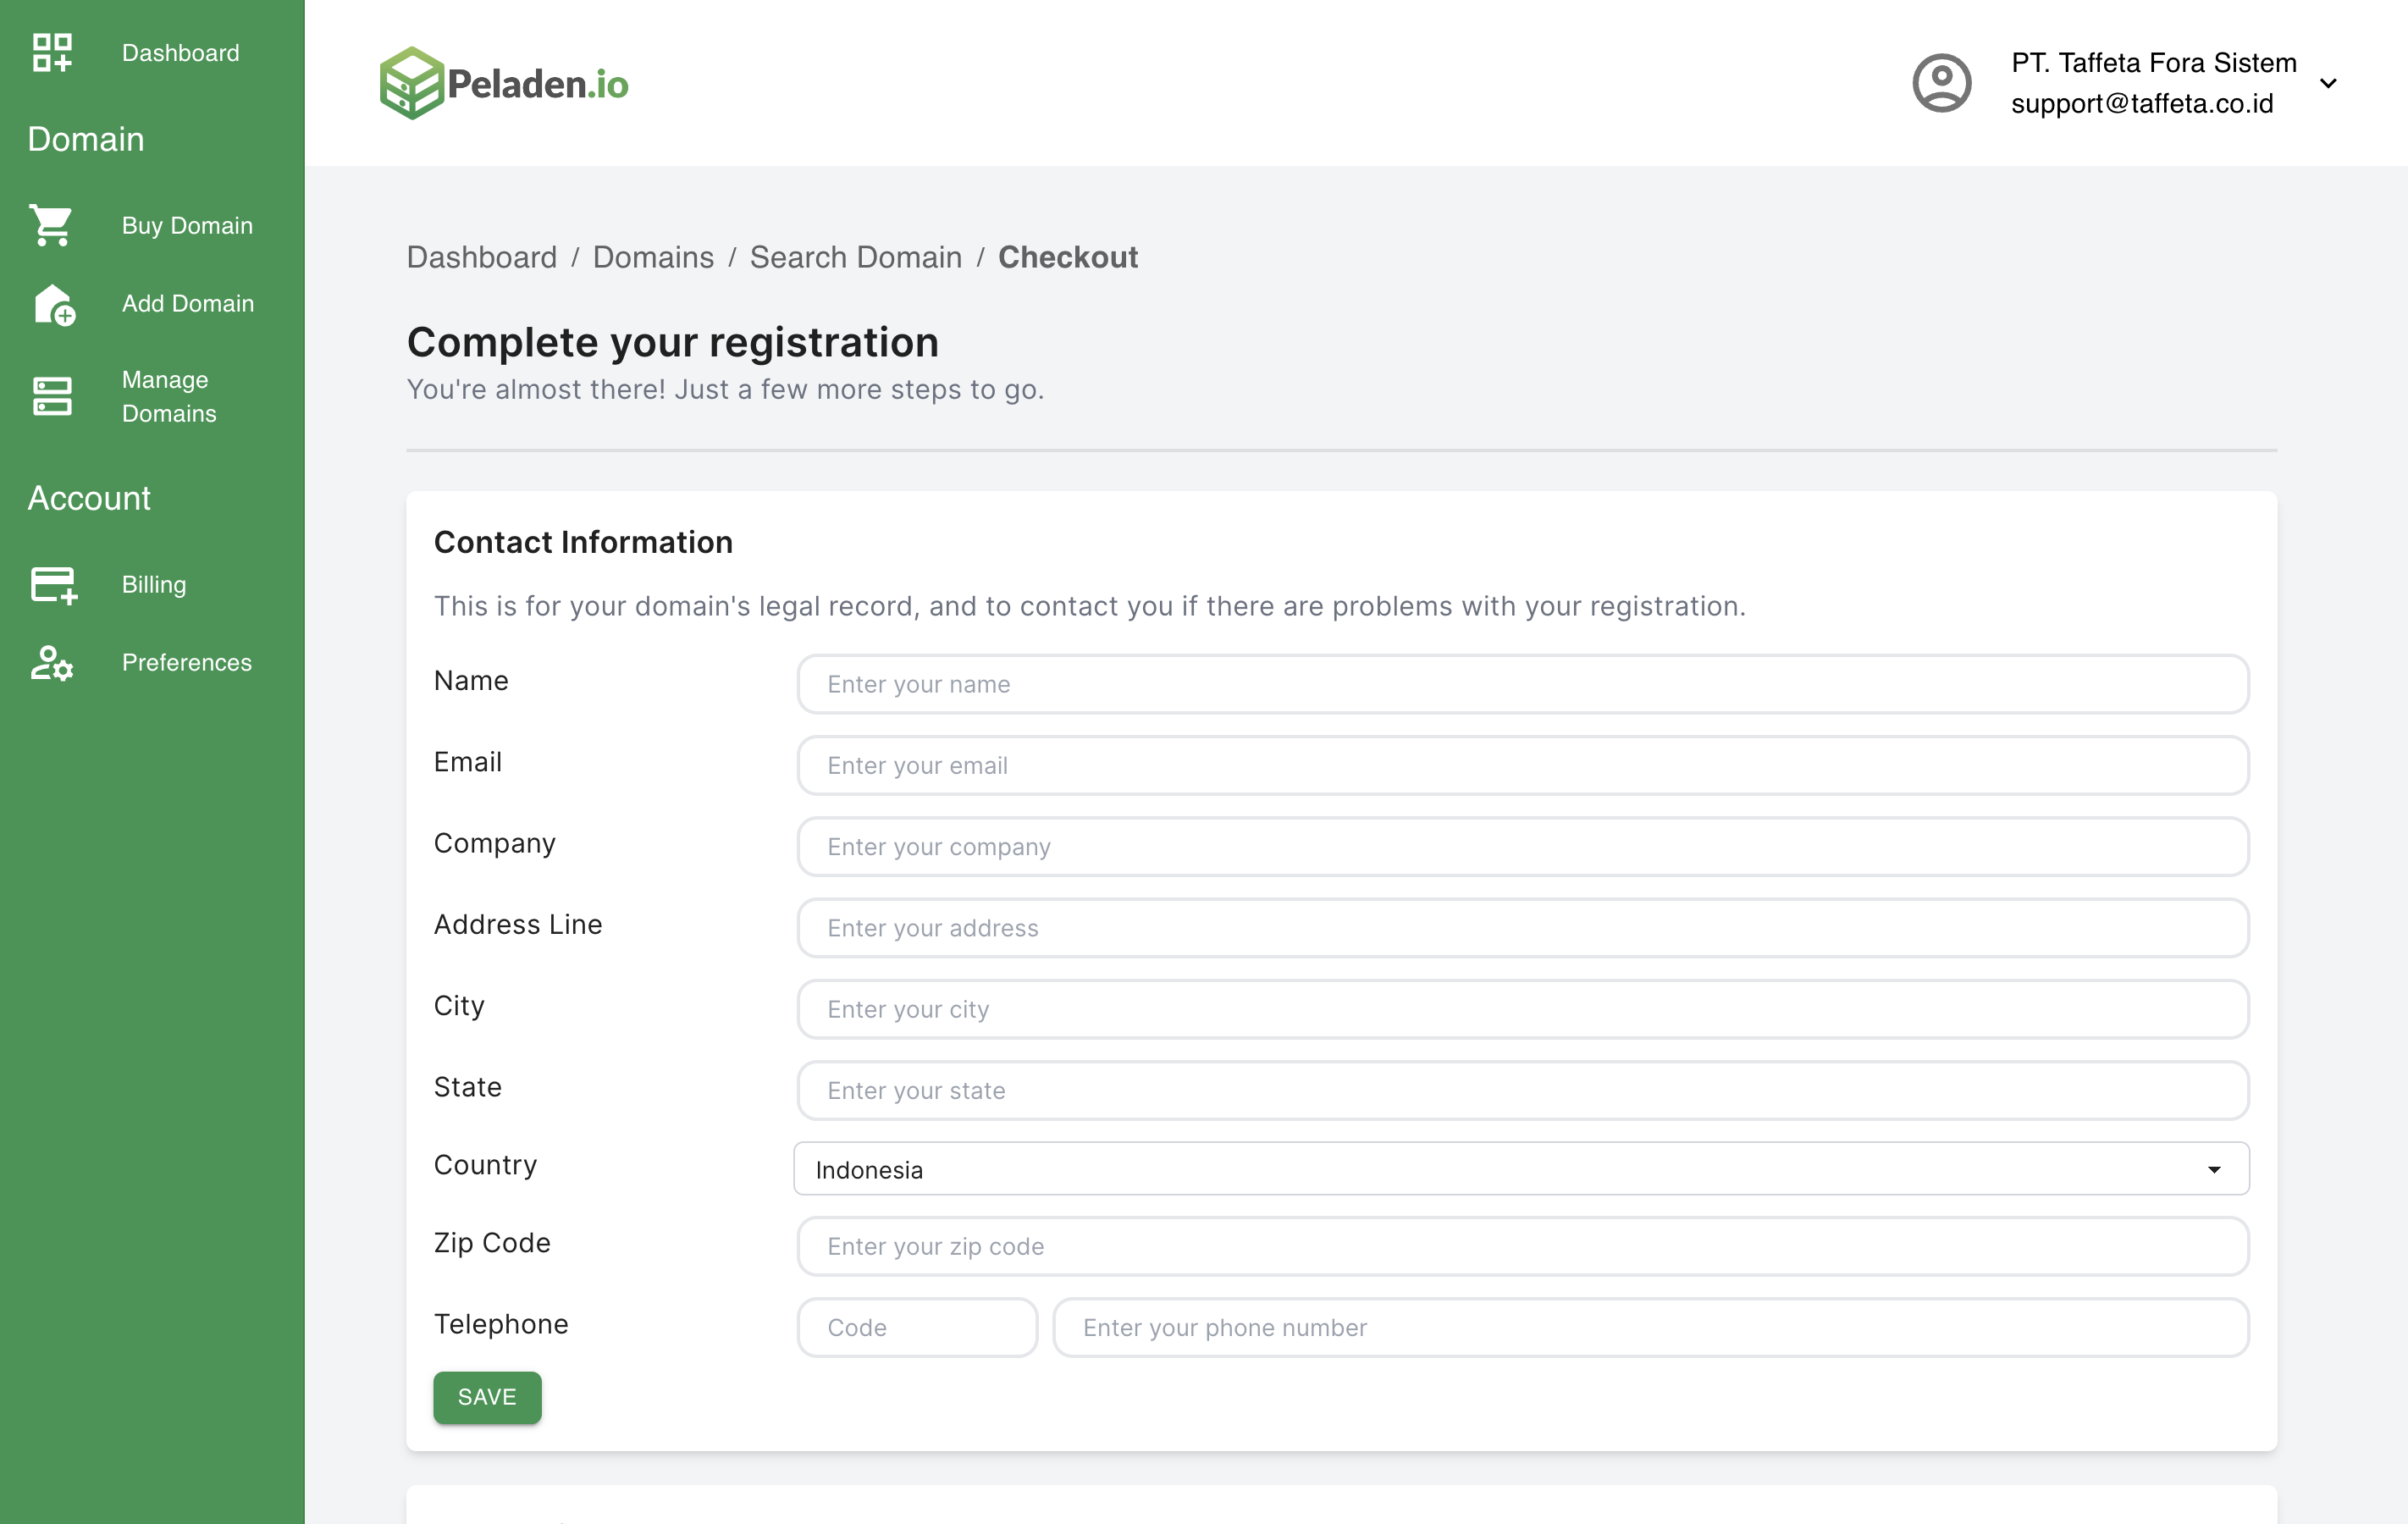 Dashboard
Domain
Buy Domain
Add Domain
Manage
Domains
Account
Billing
Preferences
Peladen.io
PT. Taffeta Fora Sistem
support@taffeta.co.id
Dashboard / Domains / Search Domain / Checkout
Complete your registration
You're almost there! Just a few more steps to go.
Contact Information
This is for your domain's legal record, and to contact you if there are problems with your registration.
Name Enter your name
Email Enter your email
Company Enter your company
Address Line Enter your address
City Enter your city
State Enter your state
Country Indonesia
Zip Code Enter your zip code
Telephone Code Enter your phone number
SAVE